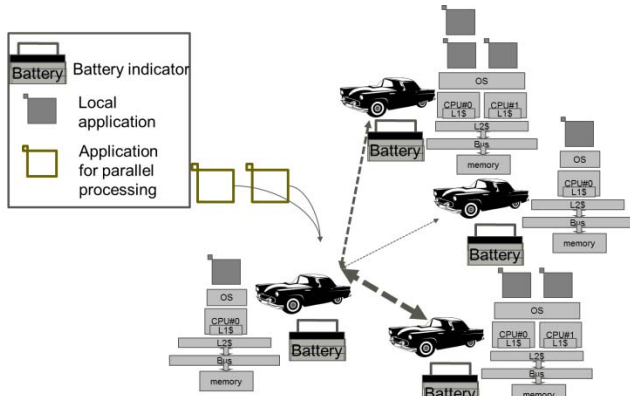 Battery
Battery indicator
Local
application
Application
for parallel
processing
OS
CPU#0
L1$
CPU#1
L1$
L2$
Bus
memory
Battery
OS
CPU#0
L1$
L2$
Bus
memory
Battery
OS
CPU#0
L1$
L2$
Bus
memory
Battery
OS
CPU#0
L1$
CPU#1
L1$
L2$
Bus
memory
Battery